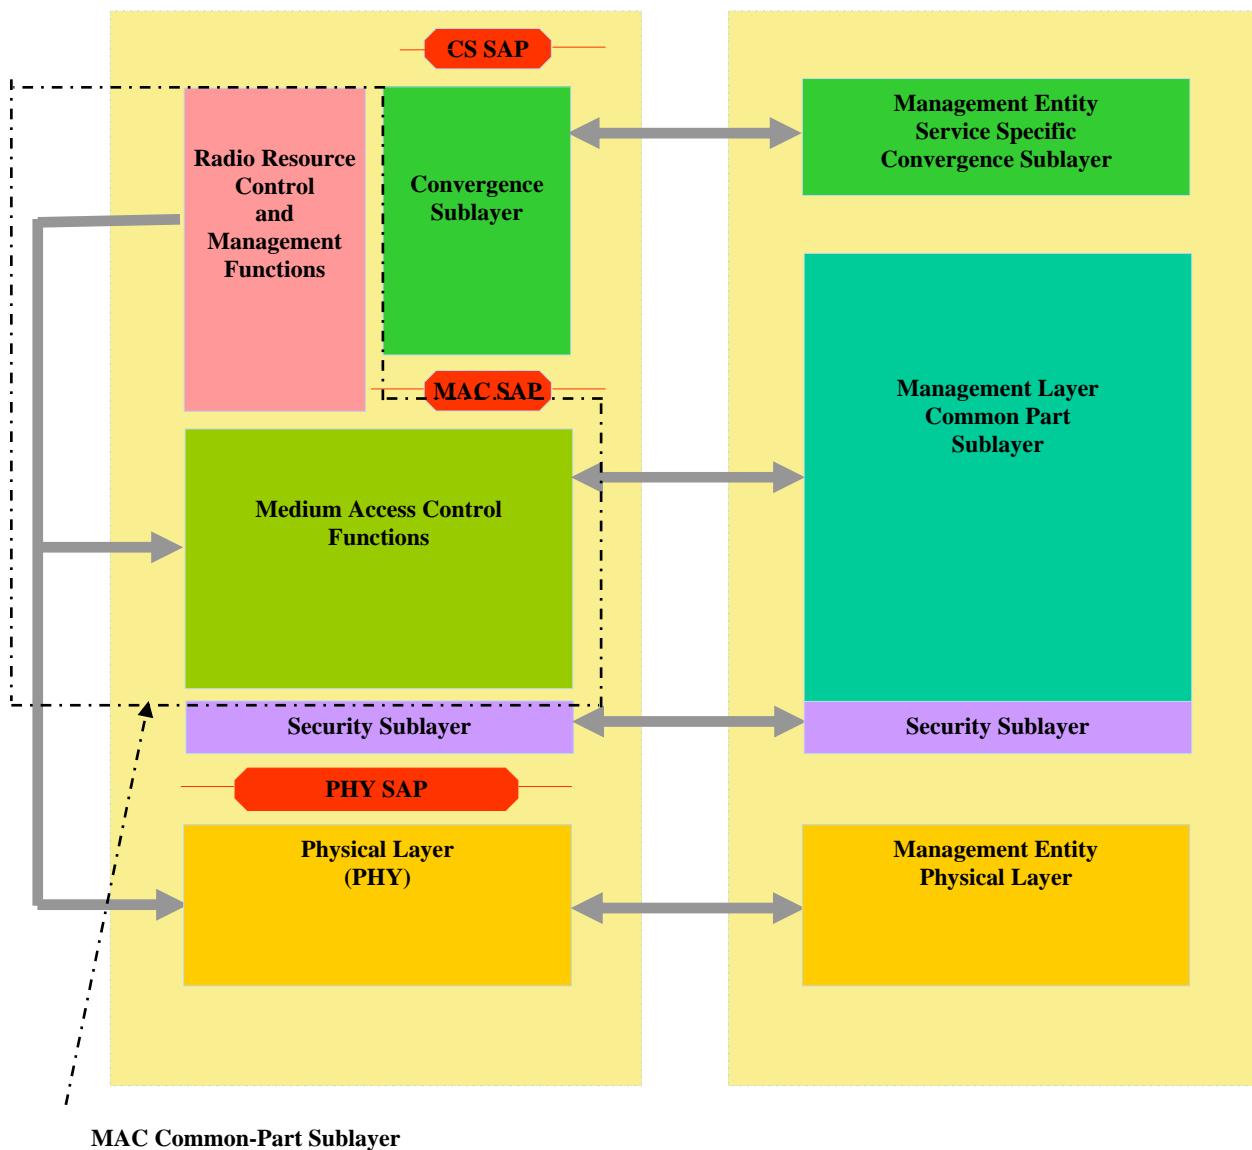 CS SAP
Radio Resource
Control
and
Management
Functions
Convergence
Sublayer
Management Entity
Service Specific
Convergence Sublayer
MAC SAP
Management Layer
Common Part
Sublayer
Medium Access Control
Functions
Security Sublayer
Security Sublayer
PHY SAP
Physical Layer
(PHY)
Management Entity
Physical Layer
MAC Common-Part Sublayer